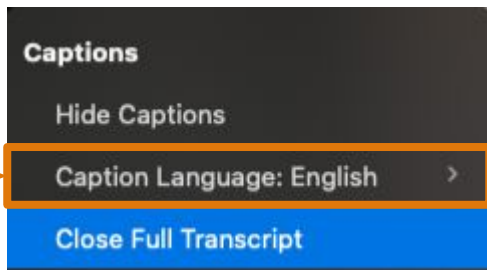 Captions
Hide Captions
Caption Language: English
Close Full Transcript